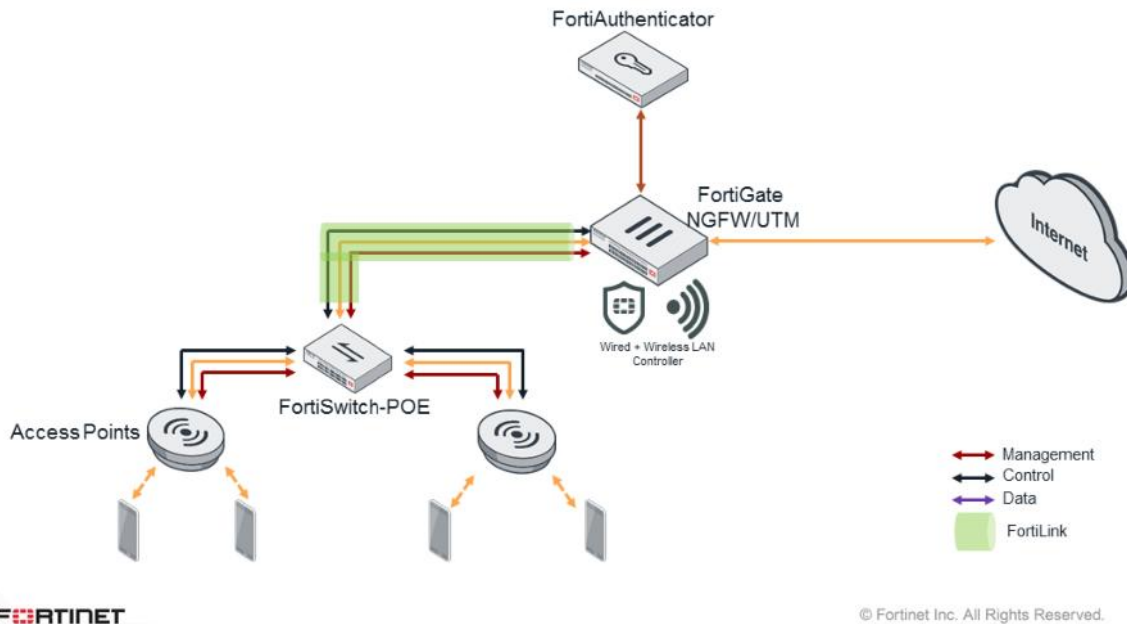 FortiAuthenticator
FortiGate
NGFW/UTM
Internet
Wired + Wireless LAN
Controller
FortiSwitch-POE
Access Points
Management
Control
Data
FortiLink
FORTINET
© Fortinet Inc. All Rights Reserved.